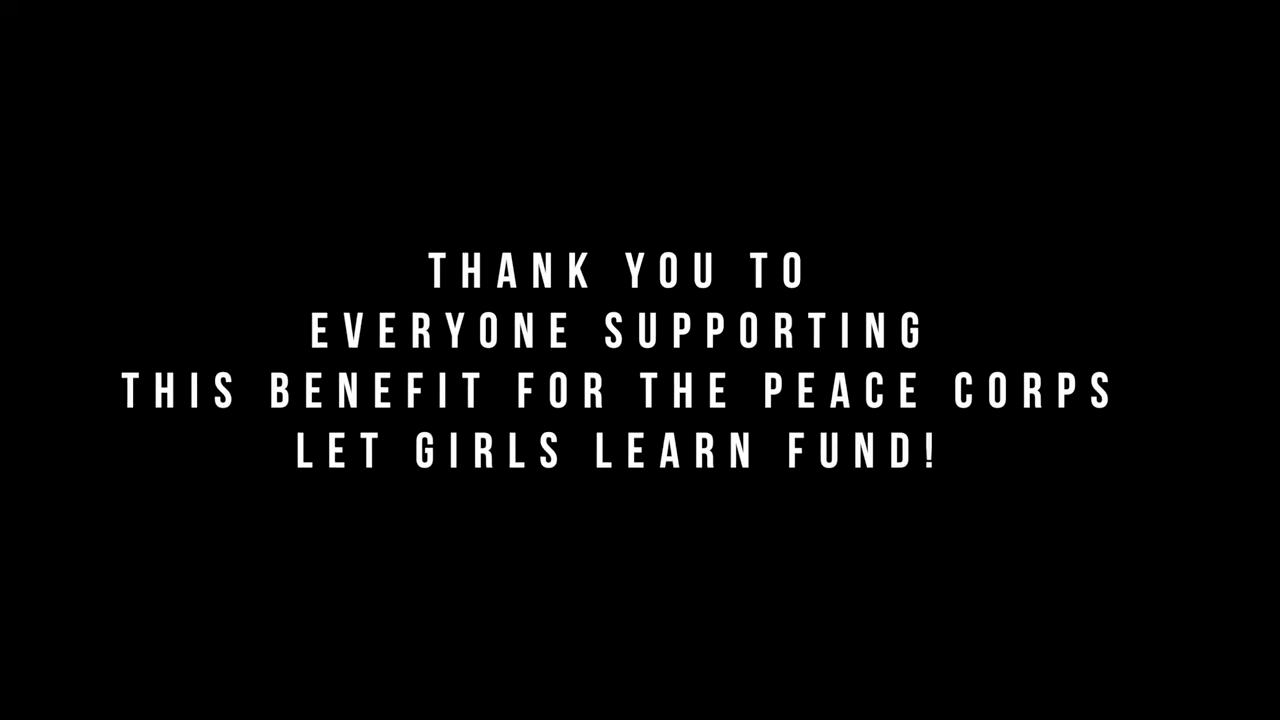 THANK YOU TO
EVERYONE SUPPORTING
THIS BENEFIT FOR THE PEACE CORPS
LET GIRLS LEARN FUND!